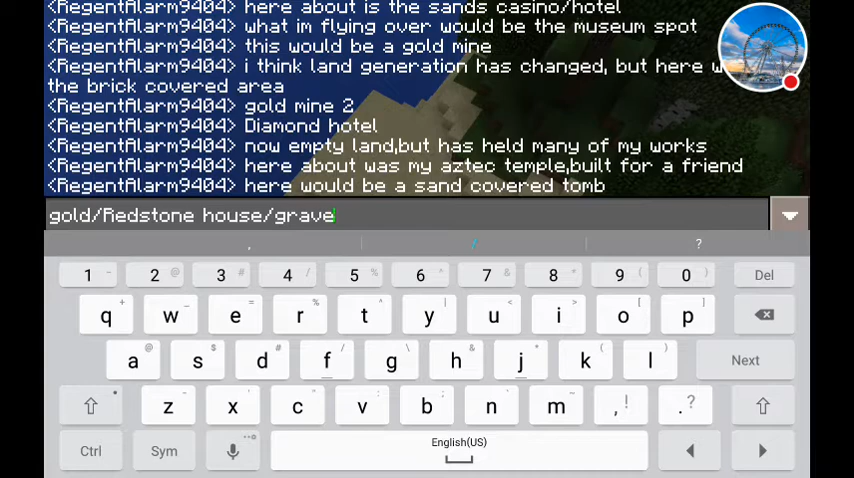 <RegentAlarm9404> here about is the sands casino/hotel
<RegentAlarm9404> what im flying over would be the museum spot
<RegentAlarm9404> this would be a gold mine
<RegentAlarm9404> i think land generation has changed, but here w
the brick covered area
<RegentAlarm9404> gold mine 2
<RegentAlarm9404> Diamond hotel
<RegentAlarm9404> now empty land,but has held many of my works
<RegentAlarm9404> here about was my aztec temple,built for a friend
<RegentAlarm9404> here would be a sand covered tomb
gold/Redstone house/grave
, / ?
1 - 2 @ 3 # 4 / 5 % 6 ^ 7 & 8 * 9 ( 0 ) Del
q + w _ e = r % t ^ y | u < i > o [ p ]
a @ s $ d # f / g \ h & j * k ( l ) Next
z - x ' c " v : b ; n ~ m _ , ! . ?
Ctrl Sym English(US)